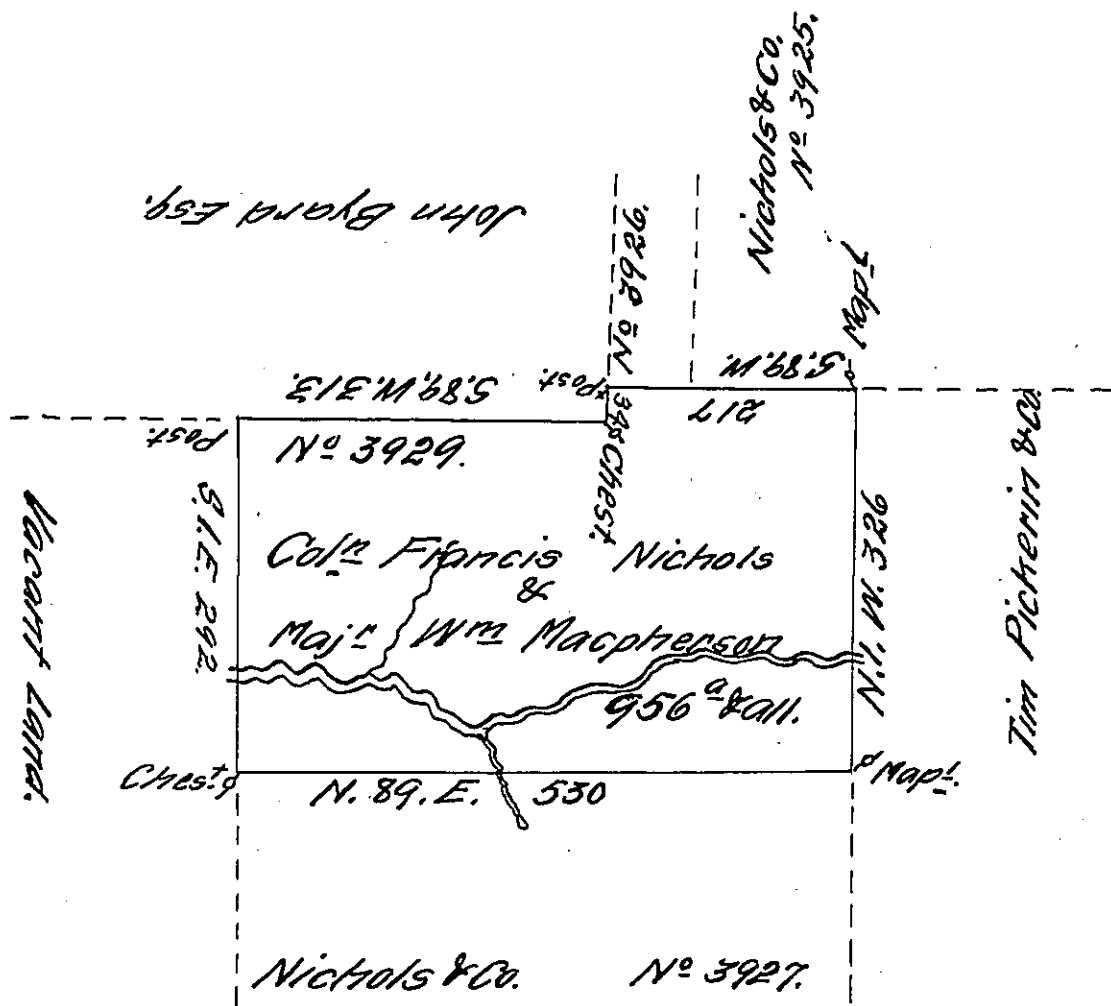 Nichols & Co.
Nº 3925.
John Byard Esq.
Nº 3926.
Mapl
S.89.W.
217
Post.
34
Chest.
S.89.W.313.
Post.
Nº 3929.
S.1.E. 292.
Vacant Land.
Coln Francis Nichols
&
Majr Wm Macpherson
956 a & all.
N.1.W. 326
Tim Pickerin & Co.
Chest
N. 89. E. 530
Mapl.
Nichols & Co. Nº 3927.